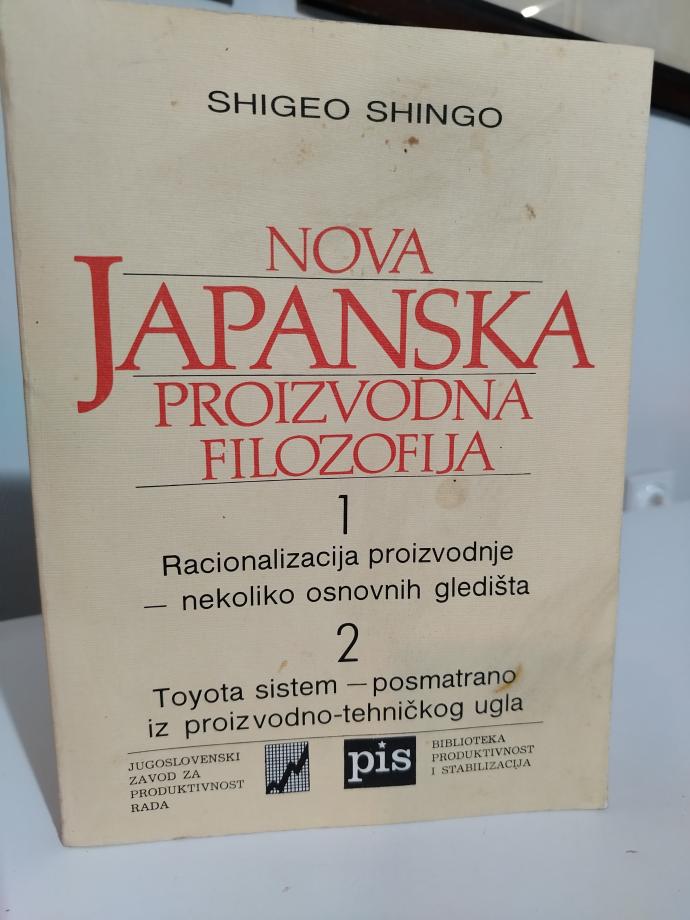 SHIGEO SHINGO
NOVA
JAPANSKA
PROIZVODNA
FILOZOFIJA
1
Racionalizacija proizvodnje
— nekoliko osnovnih gledišta
2
Toyota sistem — posmatrano
iz proizvodno-tehničkog ugla
JUGOSLOVENSKI
ZAVOD ZA
PRODUKTIVNOST
RADA
pis
BIBLIOTEKA
PRODUKTIVNOST
I STABILIZACIJA